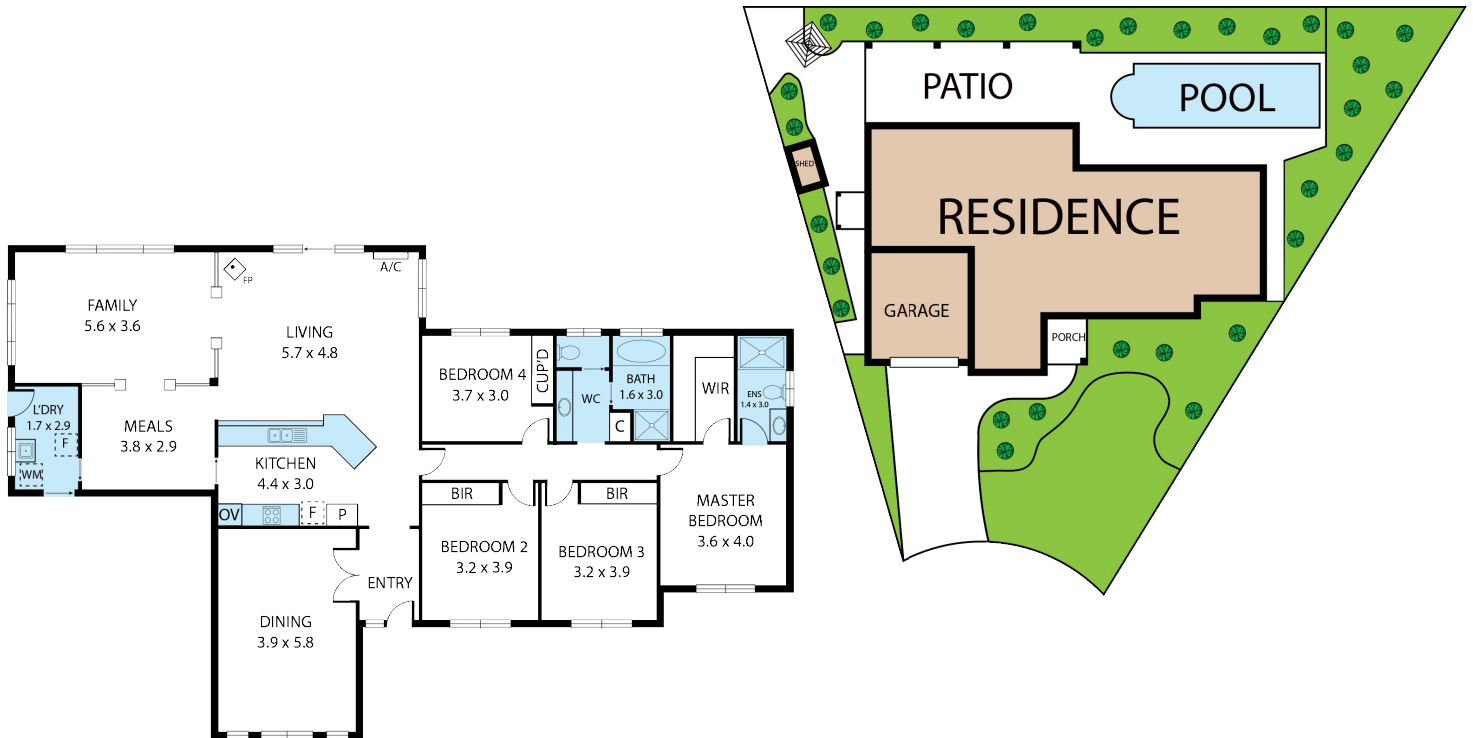 FAMILY
5.6 x 3.6
FP
A/C
LIVING
5.7 x 4.8
L'DRY
1.7 x 2.9
F
WM
MEALS
3.8 x 2.9
KITCHEN
4.4 x 3.0
OV
F
P
BEDROOM 4
3.7 x 3.0
CUP'D
WC
BATH
1.6 x 3.0
C
WIR
ENS
1.4 x 3.0
BIR
BIR
BEDROOM 2
3.2 x 3.9
BEDROOM 3
3.2 x 3.9
MASTER
BEDROOM
3.6 x 4.0
ENTRY
DINING
3.9 x 5.8
PATIO
POOL
SHED
RESIDENCE
GARAGE
PORCH